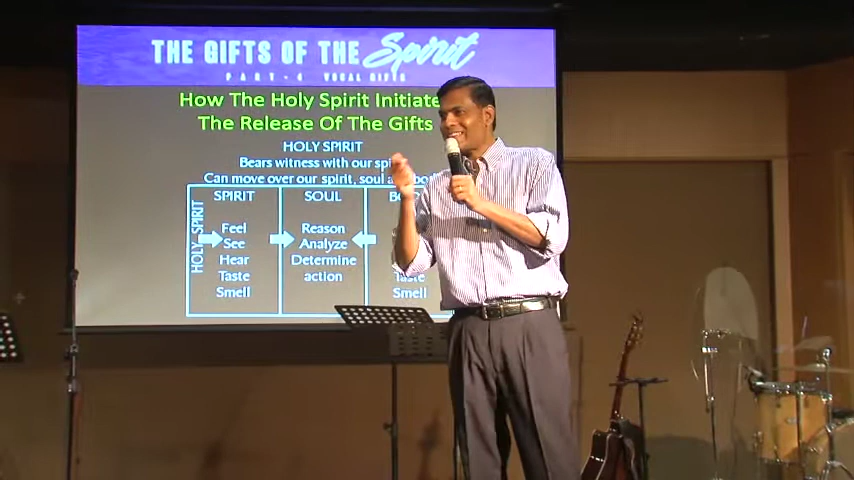 THE GIFTS OF THE Spirit
PART - 4 VOCAL GIFTS
How The Holy Spirit Initiate
The Release Of The Gifts
HOLY SPIRIT
Bears witness with our
Can move over our spirit, soul
SPIRIT SOUL
HOLY SPIRIT
Feel
See
Hear
Taste
Smell
Reason
Analyze
Determine
action
Taste
Smell